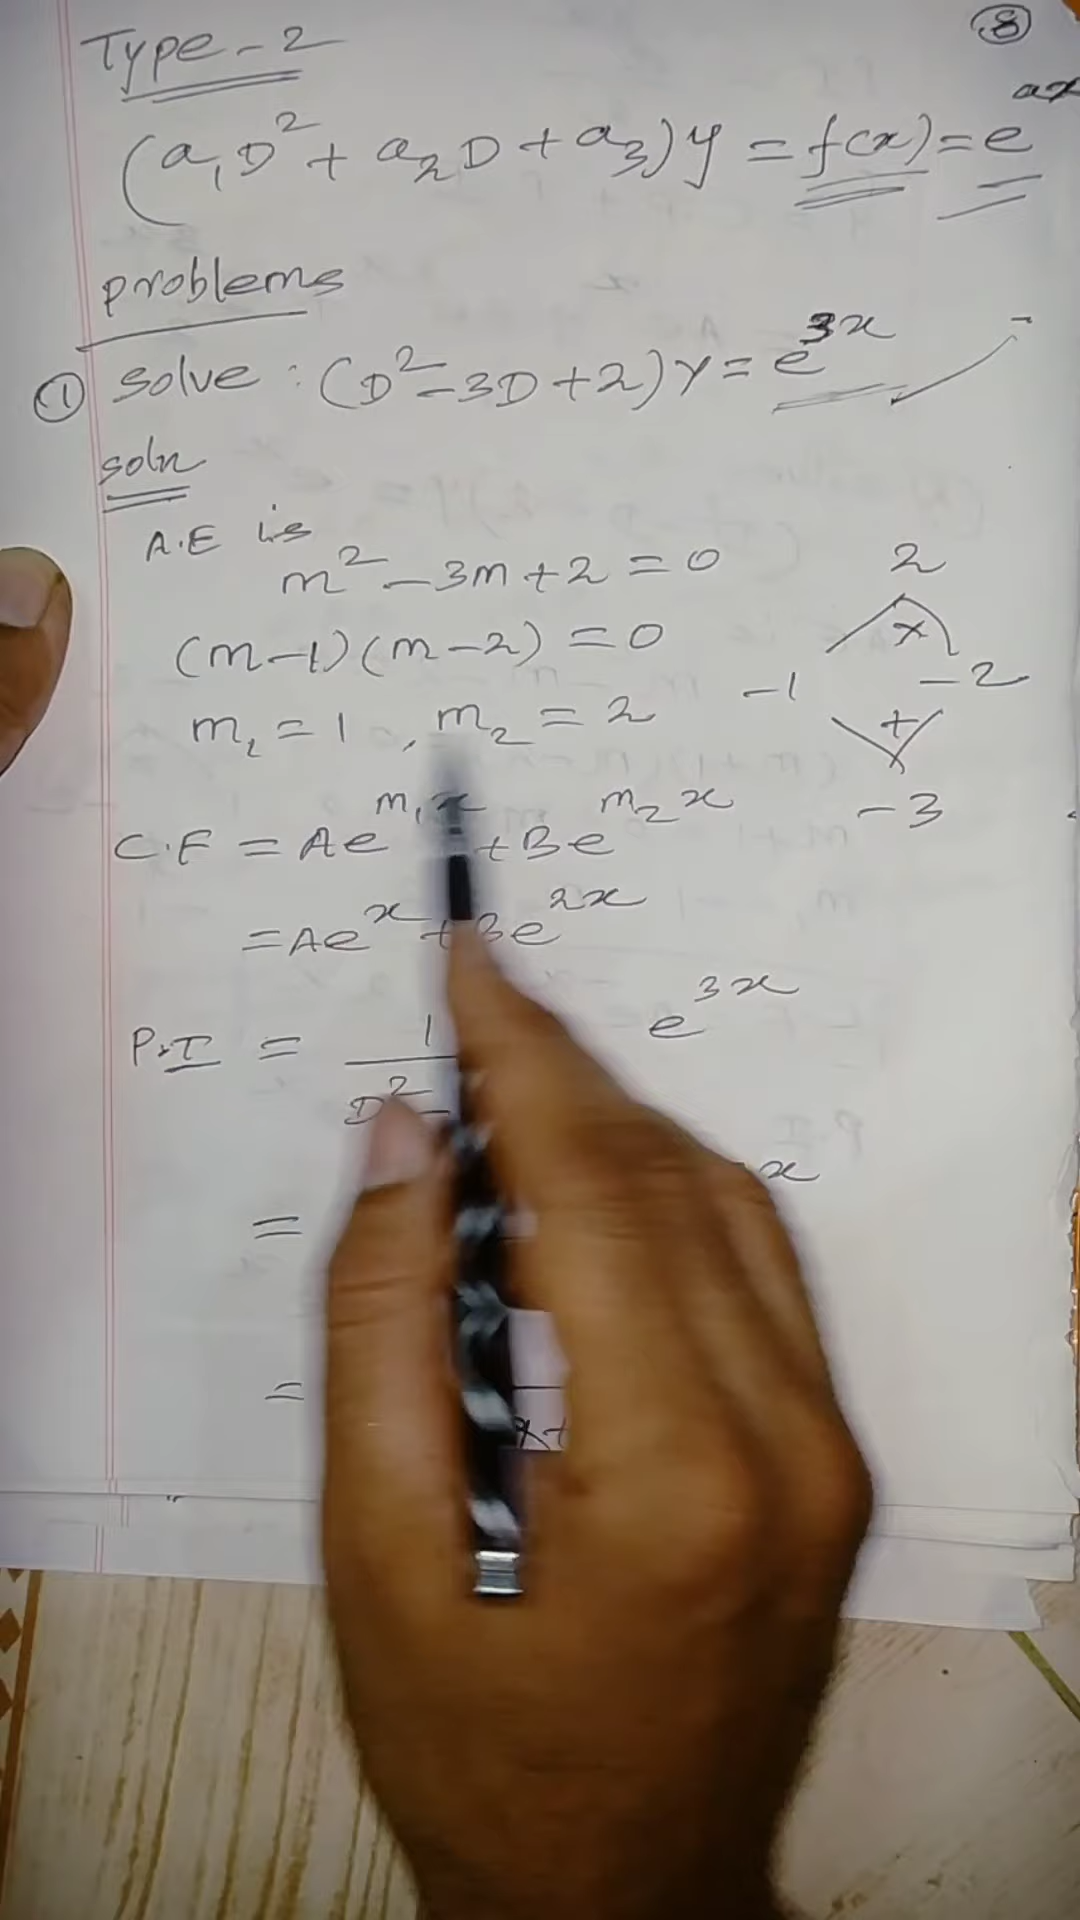 Type-2
⑧
(a₁D² + a₂D + a₃)y = f(x) = e^{ax}
problems
① solve : (D² - 3D + 2)y = e^{3x}
soln
A.E is
m² - 3m + 2 = 0
(m-1)(m-2) = 0
m₁ = 1 , m₂ = 2
2
×
-1 -2
+
-3
C.F = Ae^{m₁x} + Be^{m₂x}
= Ae^{x} + Be^{2x}
P.I = 1 e^{3x}
D²
= x
=